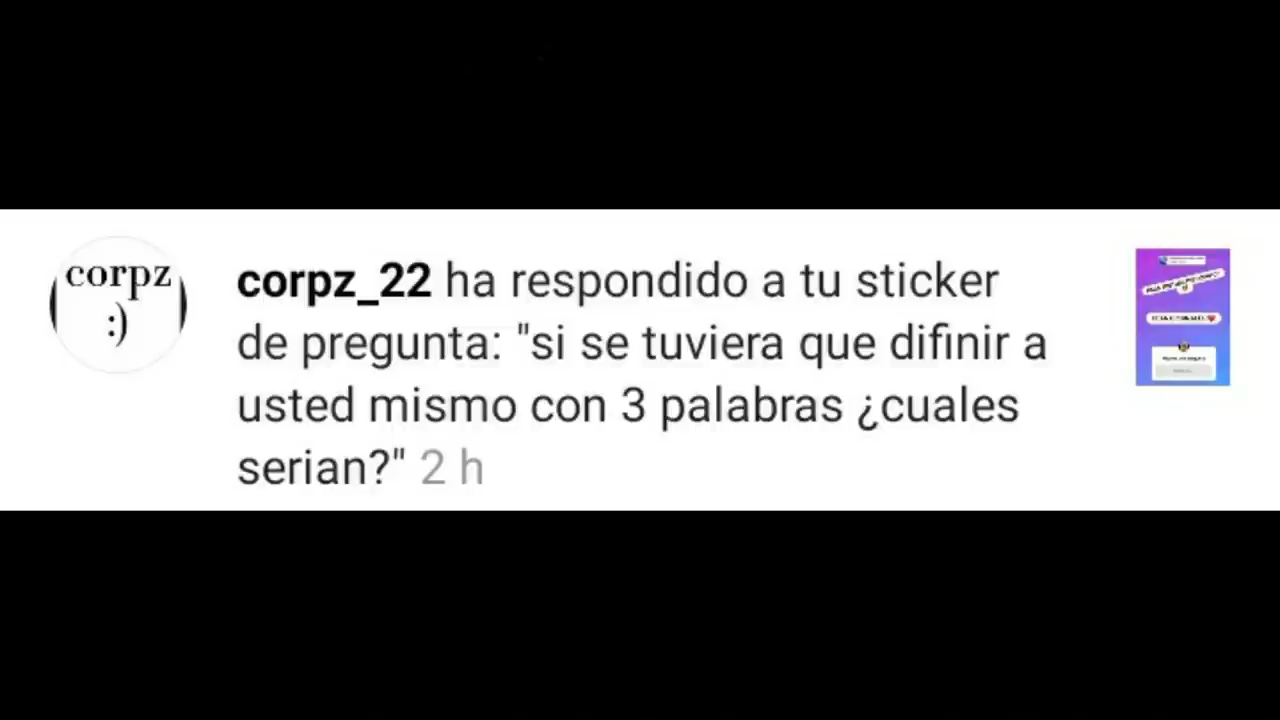 corpz
:)
corpz_22 ha respondido a tu sticker
de pregunta: "si se tuviera que difinir a
usted mismo con 3 palabras ¿cuales
serian?" 2 h